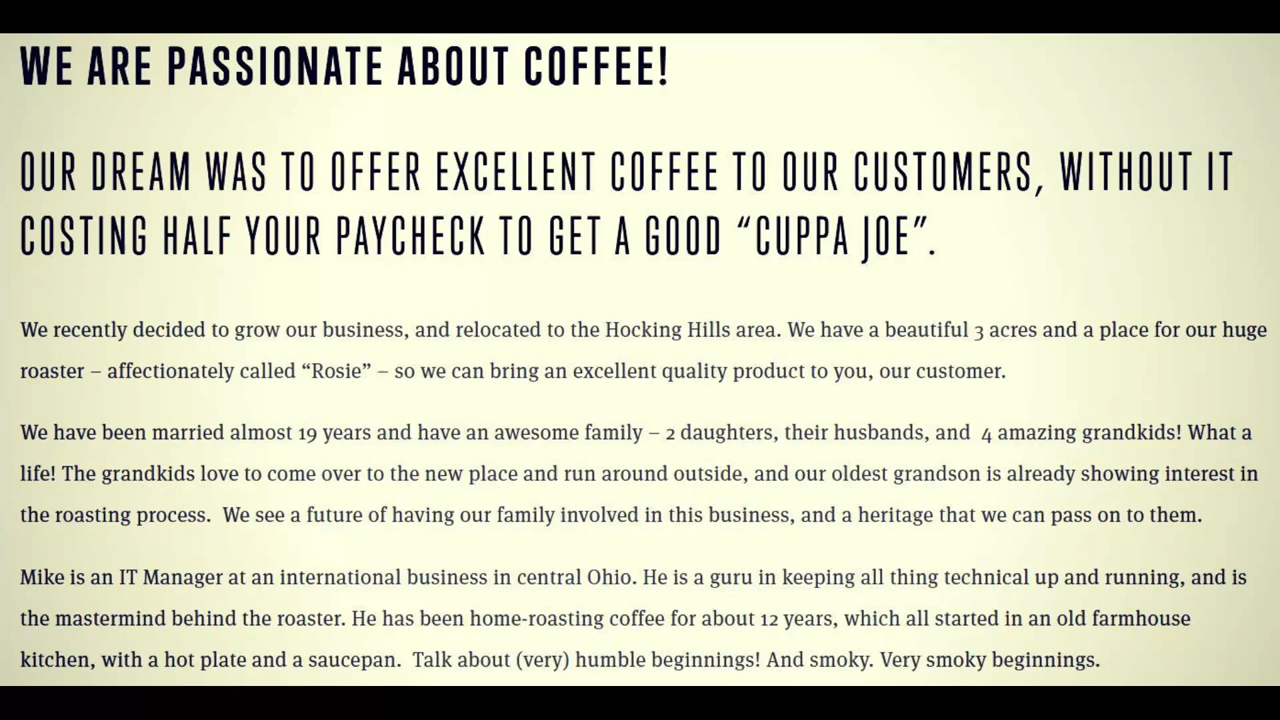 WE ARE PASSIONATE ABOUT COFFEE!
OUR DREAM WAS TO OFFER EXCELLENT COFFEE TO OUR CUSTOMERS, WITHOUT IT
COSTING HALF YOUR PAYCHECK TO GET A GOOD “CUPPA JOE”.
We recently decided to grow our business, and relocated to the Hocking Hills area. We have a beautiful 3 acres and a place for our huge
roaster – affectionately called “Rosie” – so we can bring an excellent quality product to you, our customer.
We have been married almost 19 years and have an awesome family – 2 daughters, their husbands, and  4 amazing grandkids! What a
life! The grandkids love to come over to the new place and run around outside, and our oldest grandson is already showing interest in
the roasting process.  We see a future of having our family involved in this business, and a heritage that we can pass on to them.
Mike is an IT Manager at an international business in central Ohio. He is a guru in keeping all thing technical up and running, and is
the mastermind behind the roaster. He has been home-roasting coffee for about 12 years, which all started in an old farmhouse
kitchen, with a hot plate and a saucepan.  Talk about (very) humble beginnings! And smoky. Very smoky beginnings.